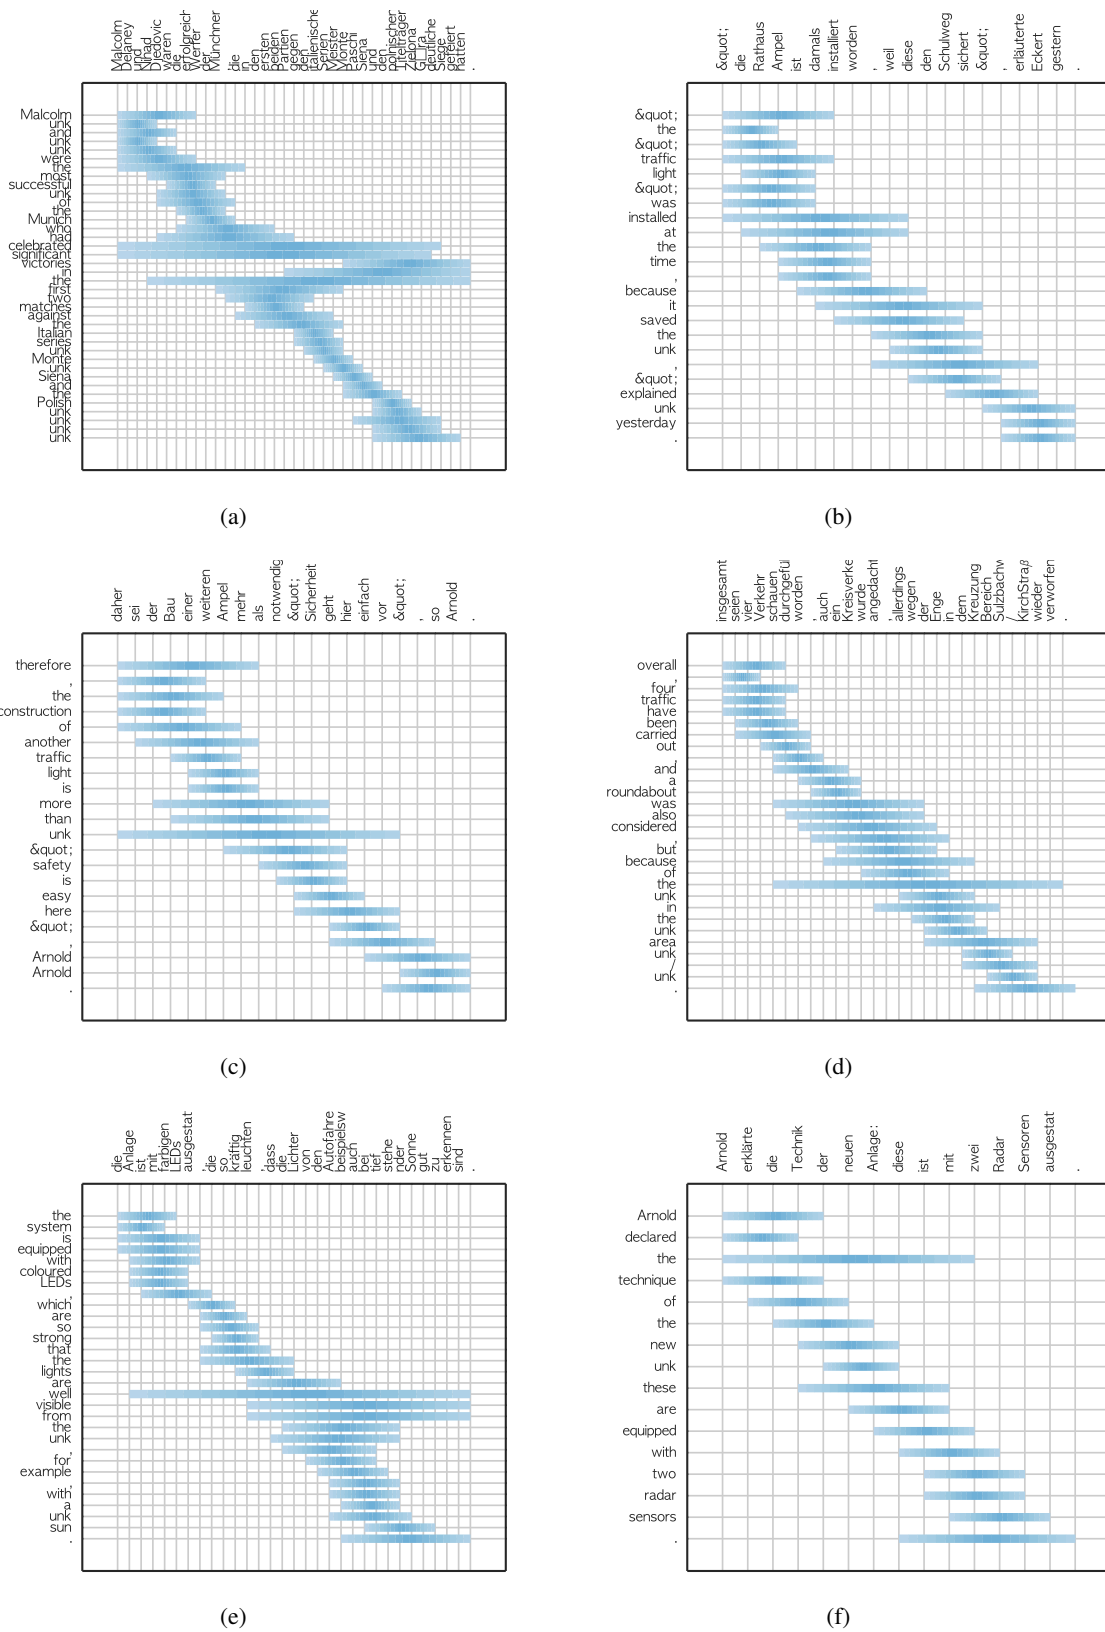 Malcolm Delaney und Nihad Djedovic waren die erfolgreich Werfer der Münchner , die in den ersten beiden Partien gegen den italienische Serien Meister Monte Paschi Siena und den polnischen Titelträger Zielona Gora deutliche Siege gefeiert hatten .
Malcolm
unk
and
unk
unk
were
the
most
successful
unk
of
the
Munich
who
had
celebrated
significant
victories
in
the
first
two
matches
against
the
Italian
series
unk
Monte
unk
Siena
and
the
Polish
unk
unk
unk
unk
(a)
&quot; die Rathaus Ampel ist damals installiert worden , weil diese den Schulweg sichert &quot; , erläuterte Eckert gestern .
&quot;
the
&quot;
traffic
light
&quot;
was
installed
at
the
time
,
because
it
saved
the
unk
,
&quot;
explained
unk
yesterday
.
(b)
daher sei der Bau einer weiteren Ampel mehr als notwendig &quot; Sicherheit geht hier einfach vor &quot; , so Arnold .
therefore
,
the
construction
of
another
traffic
light
is
more
than
unk
&quot;
safety
is
easy
here
&quot;
,
Arnold
Arnold
.
(c)
insgesamt seien vier Verkehr schauen durchgefü worden , auch ein Kreisverke wurde angedacht , allerdings wegen der Enge in dem Kreuzung Bereich Sulzbachw / KirchStraß wieder verworfen .
overall
,
four
traffic
have
been
carried
out
,
and
a
roundabout
was
also
considered
,
but
because
of
the
unk
in
the
unk
area
unk
/
unk
.
(d)
die Anlage ist mit farbigen LEDs ausgestat , die so kräftig leuchten , dass die Lichter von den Autofahre beispielsw auch bei tief stehe nder Sonne gut zu erkennen sind .
the
system
is
equipped
with
coloured
LEDs
,
which
are
so
strong
that
the
lights
are
well
visible
from
the
unk
,
for
example
,
with
a
unk
sun
.
(e)
Arnold erklärte die Technik der neuen Anlage: diese ist mit zwei Radar Sensoren ausgestat .
Arnold
declared
the
technique
of
the
new
unk
these
are
equipped
with
two
radar
sensors
.
(f)